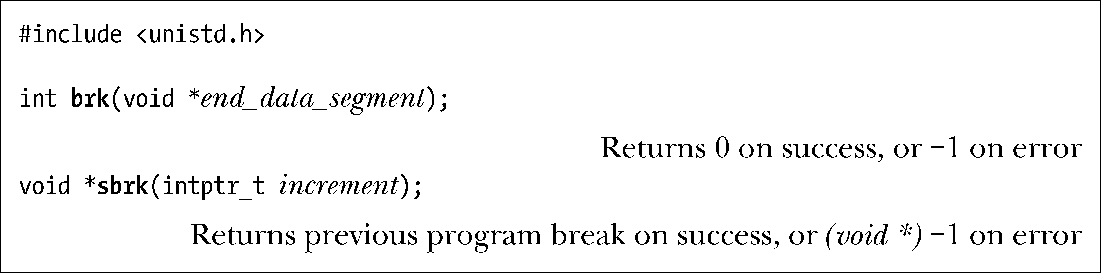 #include <unistd.h>
int brk(void *end_data_segment);
Returns 0 on success, or −1 on error
void *sbrk(intptr_t increment);
Returns previous program break on success, or (void *) −1 on error